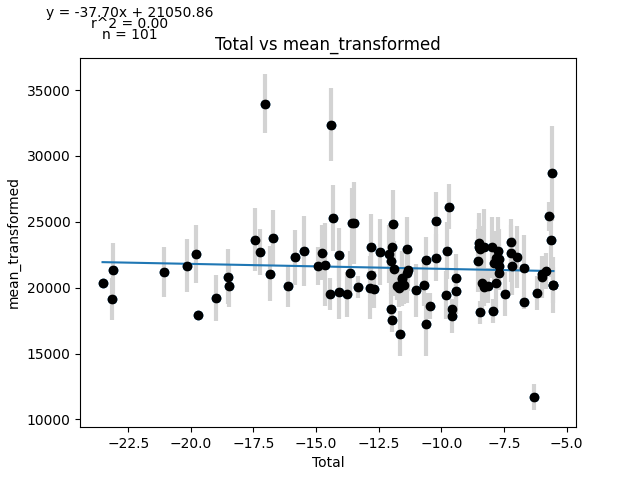 y = -37.70x + 21050.86
r^2 = 0.00
n = 101
Total vs mean_transformed
35000
30000
25000
20000
15000
10000
mean_transformed
−22.5 −20.0 −17.5 −15.0 −12.5 −10.0 −7.5 −5.0
Total